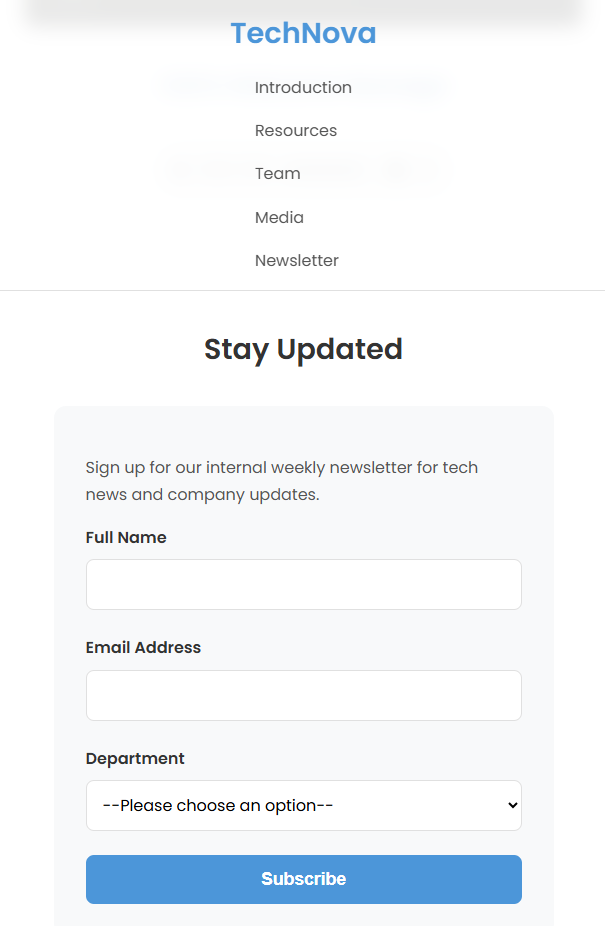 TechNova
Introduction
Resources
Team
Media
Newsletter
Stay Updated
Sign up for our internal weekly newsletter for tech
news and company updates.
Full Name
Email Address
Department
--Please choose an option--
Subscribe